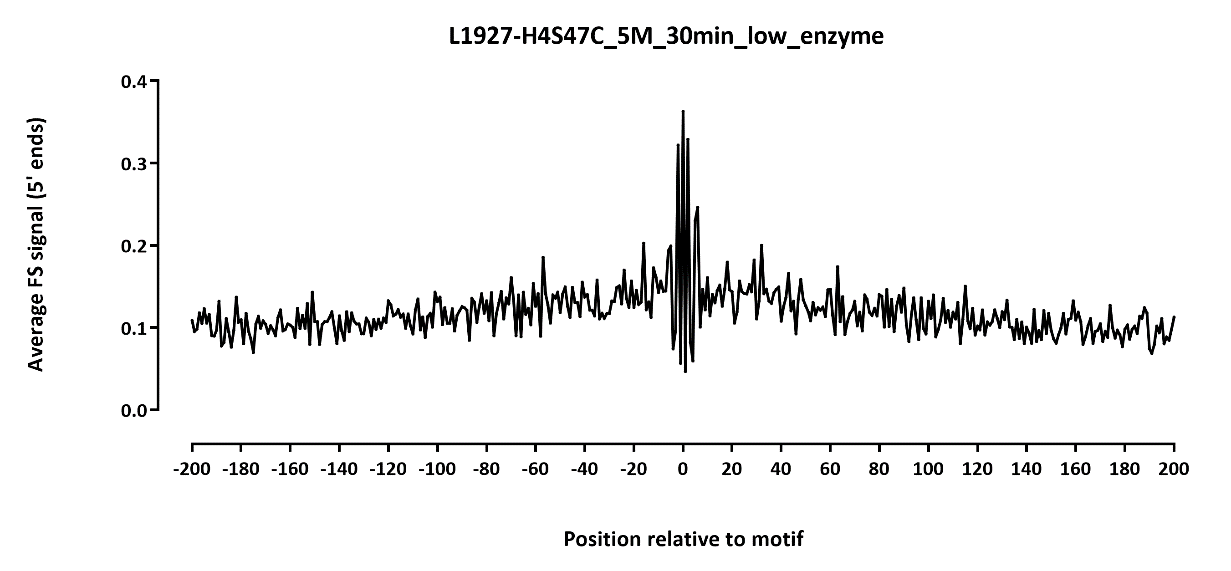 L1927-H4S47C_5M_30min_low_enzyme
Average FS signal (5' ends)
0.4
0.3
0.2
0.1
0.0
-200 -180 -160 -140 -120 -100 -80 -60 -40 -20 0 20 40 60 80 100 120 140 160 180 200
Position relative to motif